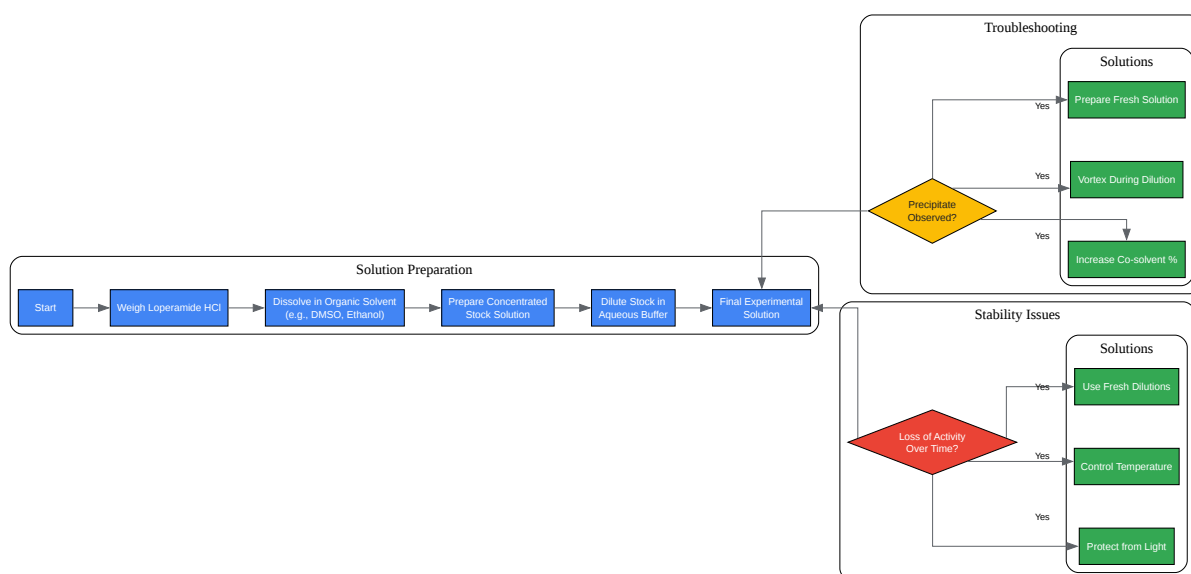 Troubleshooting
Solutions
Prepare Fresh Solution
Yes
Vortex During Dilution
Yes
Precipitate
Observed?
Yes
Increase Co-solvent %
Solution Preparation
Start
Weigh Loperamide HCl
Dissolve in Organic Solvent
(e.g., DMSO, Ethanol)
Prepare Concentrated
Stock Solution
Dilute Stock in
Aqueous Buffer
Final Experimental
Solution
Stability Issues
Solutions
Yes
Use Fresh Dilutions
Loss of Activity
Over Time?
Yes
Control Temperature
Yes
Protect from Light